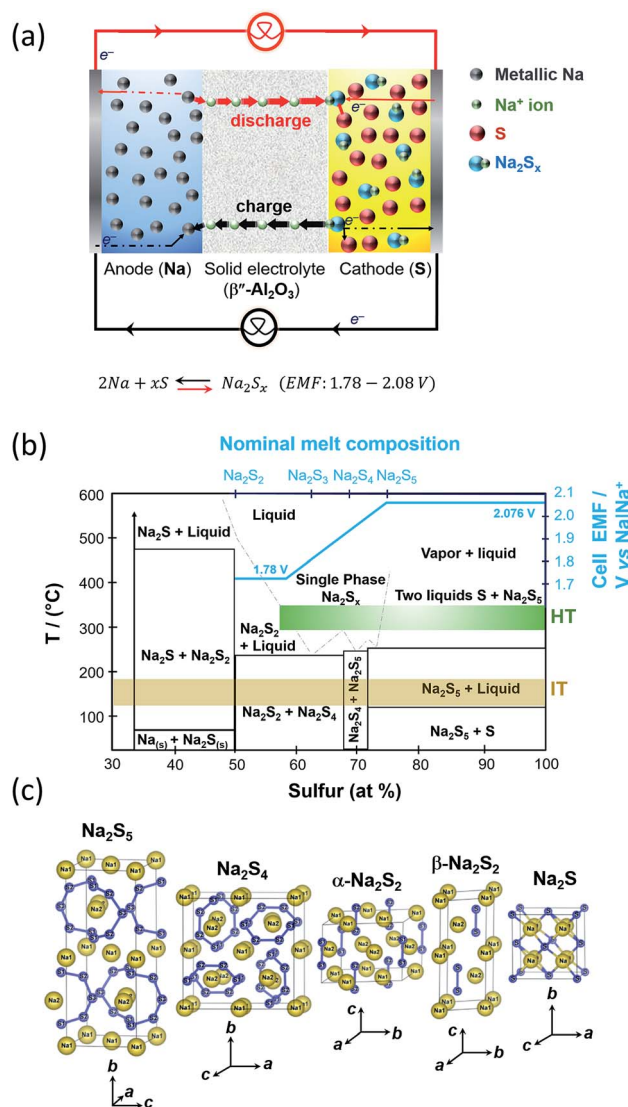 (a)
e⁻
e⁻
discharge
charge
e⁻
e⁻
Metallic Na
Na⁺ ion
S
Na₂Sₓ
Anode (Na)
Solid electrolyte
(β″-Al₂O₃)
Cathode (S)
e⁻
2Na + xS ⇄ Na₂Sₓ (EMF: 1.78 − 2.08 V)
(b)
Nominal melt composition
Na₂S₂ Na₂S₃ Na₂S₄ Na₂S₅
600
500
400
300
200
100
T / (°C)
2.1
2.0
1.9
1.8
1.7
Cell EMF /
V vs Na|Na⁺
Na₂S + Liquid
Liquid
2.076 V
1.78 V
Vapor + liquid
Single Phase
Na₂Sₓ
Two liquids S + Na₂S₅
HT
Na₂S₂
+ Liquid
Na₂S + Na₂S₂
Na₂S₄ + Na₂S₅
Na₂S₅ + Liquid
IT
Na₂S₂ + Na₂S₄
Na₍s₎ + Na₂S₍s₎
Na₂S₅ + S
30 40 50 60 70 80 90 100
Sulfur (at %)
(c)
Na₂S₅
Na₂S₄
α-Na₂S₂
β-Na₂S₂
Na₂S
Na1
Na2
b
a
c
b
c
a
c
a
b
c
a
b
b
c
a